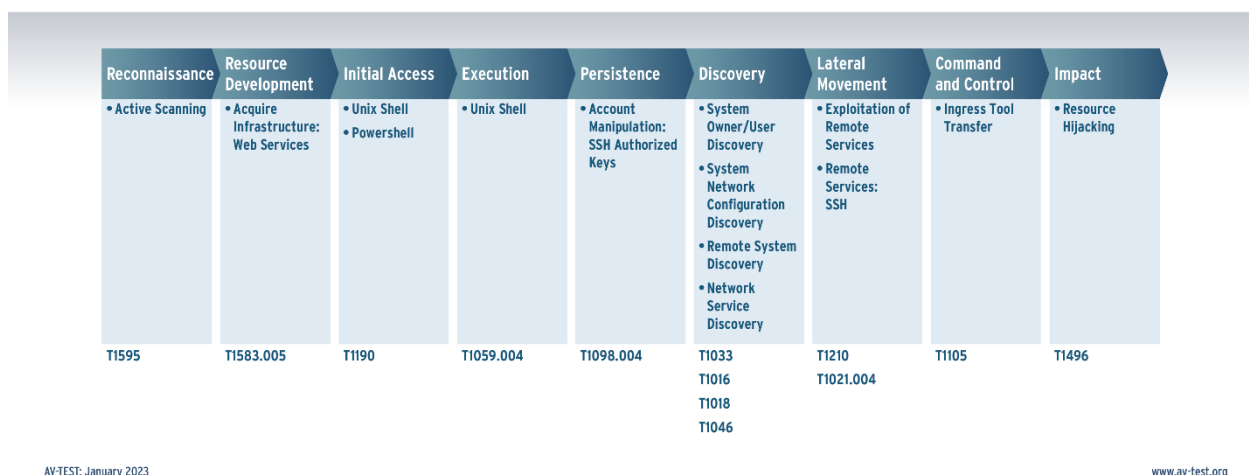 Reconnaissance
Resource
Development
Initial Access
Execution
Persistence
Discovery
Lateral
Movement
Command
and Control
Impact
• Active Scanning
• Acquire
Infrastructure:
Web Services
• Unix Shell
• Powershell
• Unix Shell
• Account
Manipulation:
SSH Authorized
Keys
• System
Owner/User
Discovery
• System
Network
Configuration
Discovery
• Remote System
Discovery
• Network
Service
Discovery
• Exploitation of
Remote
Services
• Remote
Services:
SSH
• Ingress Tool
Transfer
• Resource
Hijacking
T1595
T1583.005
T1190
T1059.004
T1098.004
T1033
T1016
T1018
T1046
T1210
T1021.004
T1105
T1496
AV-TEST: January 2023
www.av-test.org